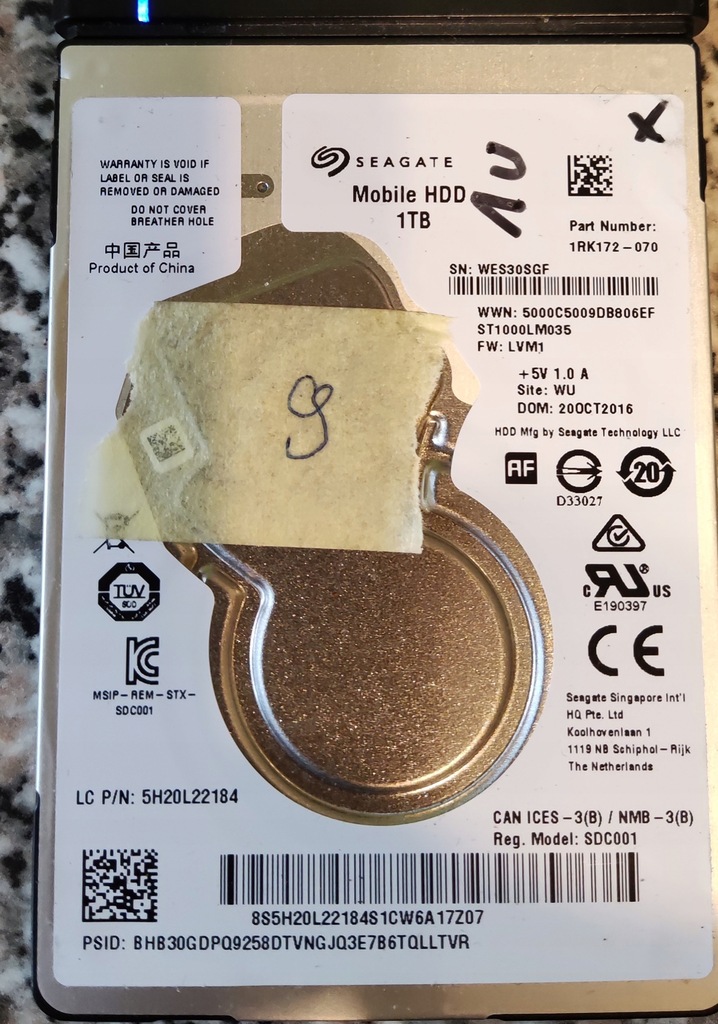 WARRANTY IS VOID IF
LABEL OR SEAL IS
REMOVED OR DAMAGED
DO NOT COVER
BREATHER HOLE
中国产品
Product of China
SEAGATE
Mobile HDD
1TB
X
Part Number:
1RK172-070
SN: WES30SGF
WWN: 5000C5009DB806EF
ST1000LM035
FW: LVM1
+5V 1.0 A
Site: WU
DOM: 20OCT2016
HDD Mfg by Seagate Technology LLC
AF
20
D33027
9
C RU ® US
E190397
CE
TÜV
SÜD
MSIP-REM-STX-
SDC001
Seagate Singapore Int'l
HQ Pte. Ltd
Koolhovenlaan 1
1119 NB Schiphol-Rijk
The Netherlands
LC P/N: 5H20L22184
CAN ICES-3(B) / NMB-3(B)
Reg. Model: SDC001
8S5H20L22184S1CW6A17Z07
PSID: BHB30GDPQ9258DTVNGJQ3E7B6TQLLTVR